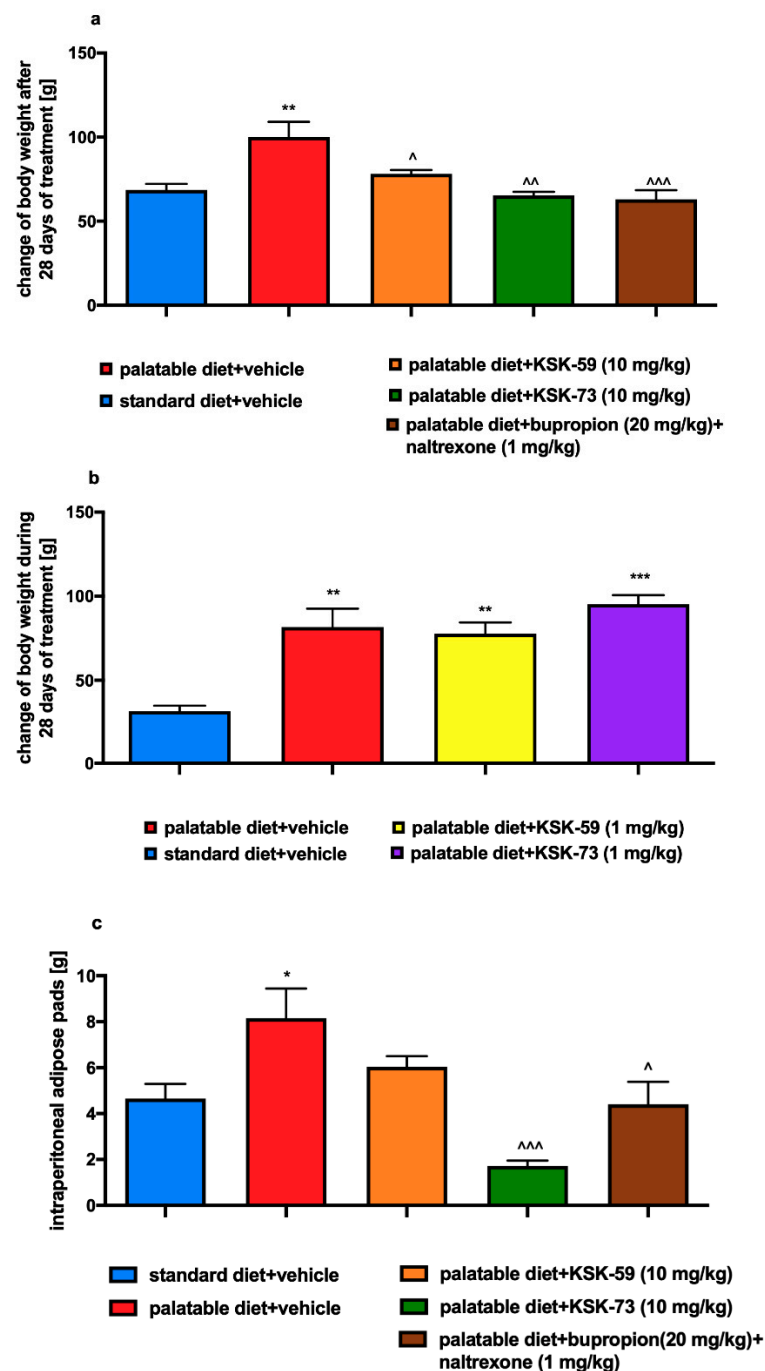 a
change of body weight after
28 days of treatment [g]
150
100
50
0
**
^
^^
^^^
palatable diet+vehicle
standard diet+vehicle
palatable diet+KSK-59 (10 mg/kg)
palatable diet+KSK-73 (10 mg/kg)
palatable diet+bupropion (20 mg/kg)+
naltrexone (1 mg/kg)
b
change of body weight during
28 days of treatment [g]
150
100
50
0
**
**
***
palatable diet+vehicle
standard diet+vehicle
palatable diet+KSK-59 (1 mg/kg)
palatable diet+KSK-73 (1 mg/kg)
c
intraperitoneal adipose pads [g]
10
8
6
4
2
0
*
^^^
^
standard diet+vehicle
palatable diet+vehicle
palatable diet+KSK-59 (10 mg/kg)
palatable diet+KSK-73 (10 mg/kg)
palatable diet+bupropion(20 mg/kg)+
naltrexone (1 mg/kg)